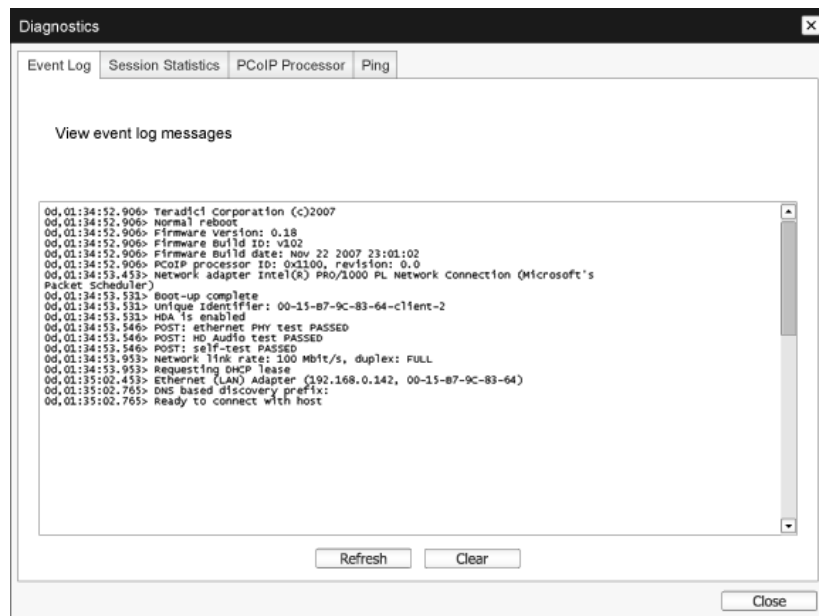 Diagnostics
Event Log
Session Statistics
PCoIP Processor
Ping
View event log messages
0d,01:34:52.906> Teradici Corporation (c)2007
0d,01:34:52.906> Normal reboot
0d,01:34:52.906> Firmware Version: 0.18
0d,01:34:52.906> Firmware Build ID: v102
0d,01:34:52.906> Firmware Build date: Nov 22 2007 23:01:02
0d,01:34:52.906> PCoIP processor ID: 0x1100, revision: 0.0
0d,01:34:53.453> Network adapter Intel(R) PRO/1000 PL Network Connection (Microsoft's
Packet Scheduler)
0d,01:34:53.531> Boot-up complete
0d,01:34:53.531> Unique Identifier: 00-15-B7-9C-83-64-client-2
0d,01:34:53.531> HDA is enabled
0d,01:34:53.546> POST: ethernet PHY test PASSED
0d,01:34:53.546> POST: HD Audio test PASSED
0d,01:34:53.546> POST: self-test PASSED
0d,01:34:53.953> Network link rate: 100 Mbit/s, duplex: FULL
0d,01:34:53.953> Requesting DHCP lease
0d,01:35:02.453> Ethernet (LAN) Adapter (192.168.0.142, 00-15-B7-9C-83-64)
0d,01:35:02.765> DNS based discovery prefix:
0d,01:35:02.765> Ready to connect with host
Refresh
Clear
Close